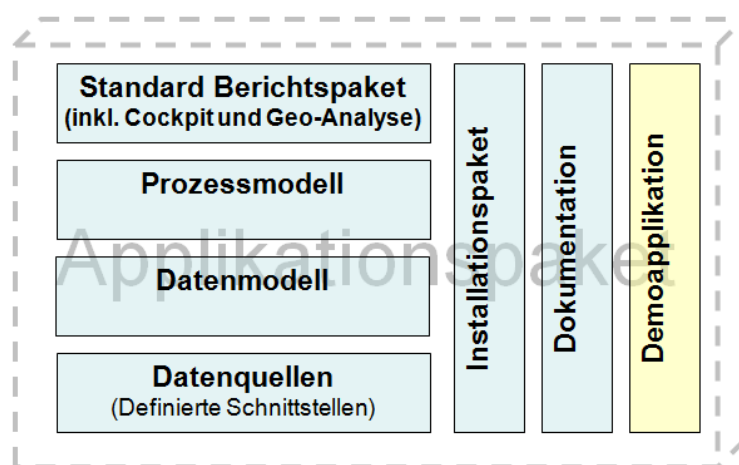 Standard Berichtspaket
(inkl. Cockpit und Geo-Analyse)
Prozessmodell
Applikationspaket
Datenmodell
Datenquellen
(Definierte Schnittstellen)
Installationspaket
Dokumentation
Demoapplikation